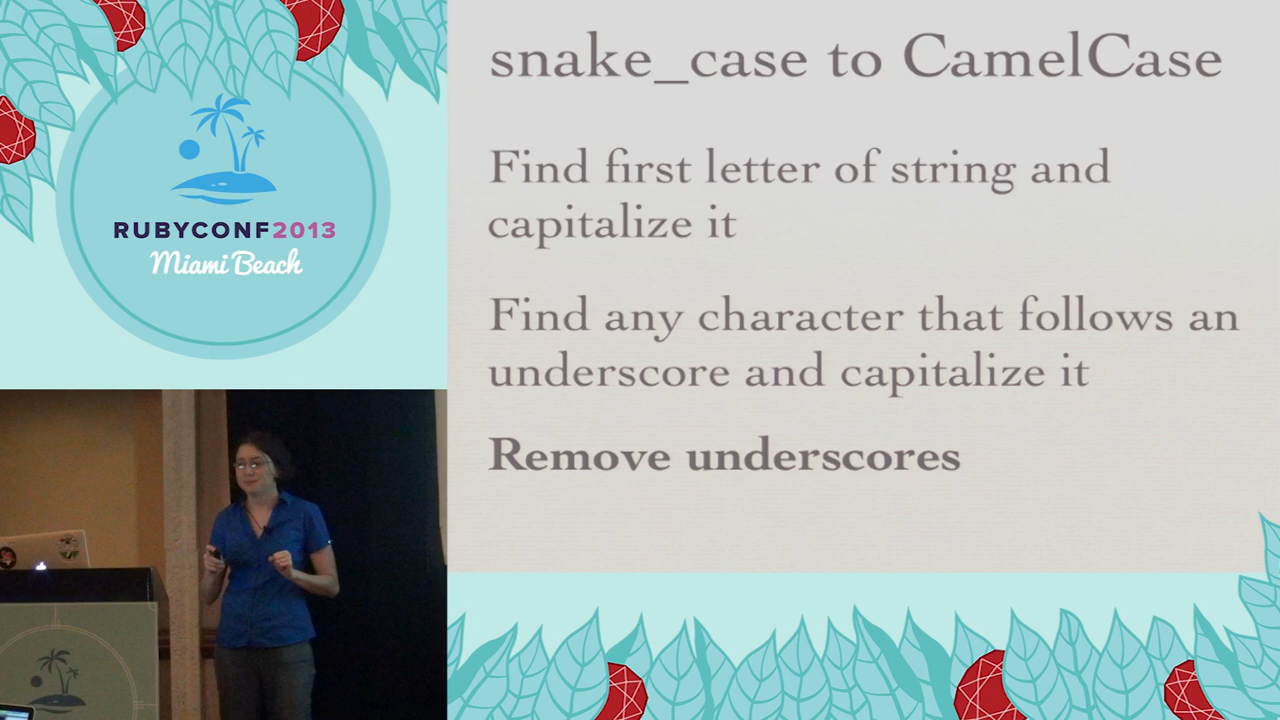 RUBYCONF2013
Miami Beach
snake_case to CamelCase
Find first letter of string and
capitalize it
Find any character that follows an
underscore and capitalize it
Remove underscores